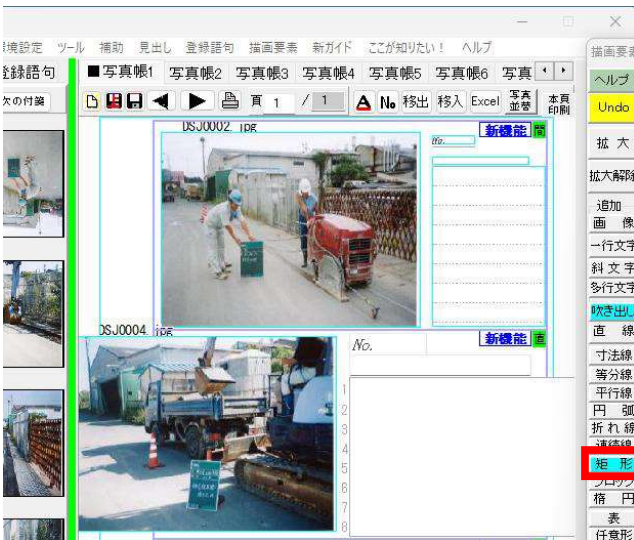 環境設定 ツール 補助 見出し 登録語句 描画要素 新ガイド ここが知りたい! ヘルプ
登録語句
■写真帳1 写真帳2 写真帳3 写真帳4 写真帳5 写真帳6 写真
次の付箋
頁 1 / 1 A No 移出 移入 Excel 写真並替 本頁印刷
DSJ0002.jpg
新機能 間
No.
DSJ0004.jpg
新機能 直
No.
1
2
3
4
5
6
7
8
描画要素
ヘルプ
Undo
拡大
拡大解除
追加
画像
一行文字
斜文字
多行文字
吹き出し
直線
寸法線
等分線
平行線
円弧
折れ線
連続線
矩形
ブロック
楕円
表
任意形